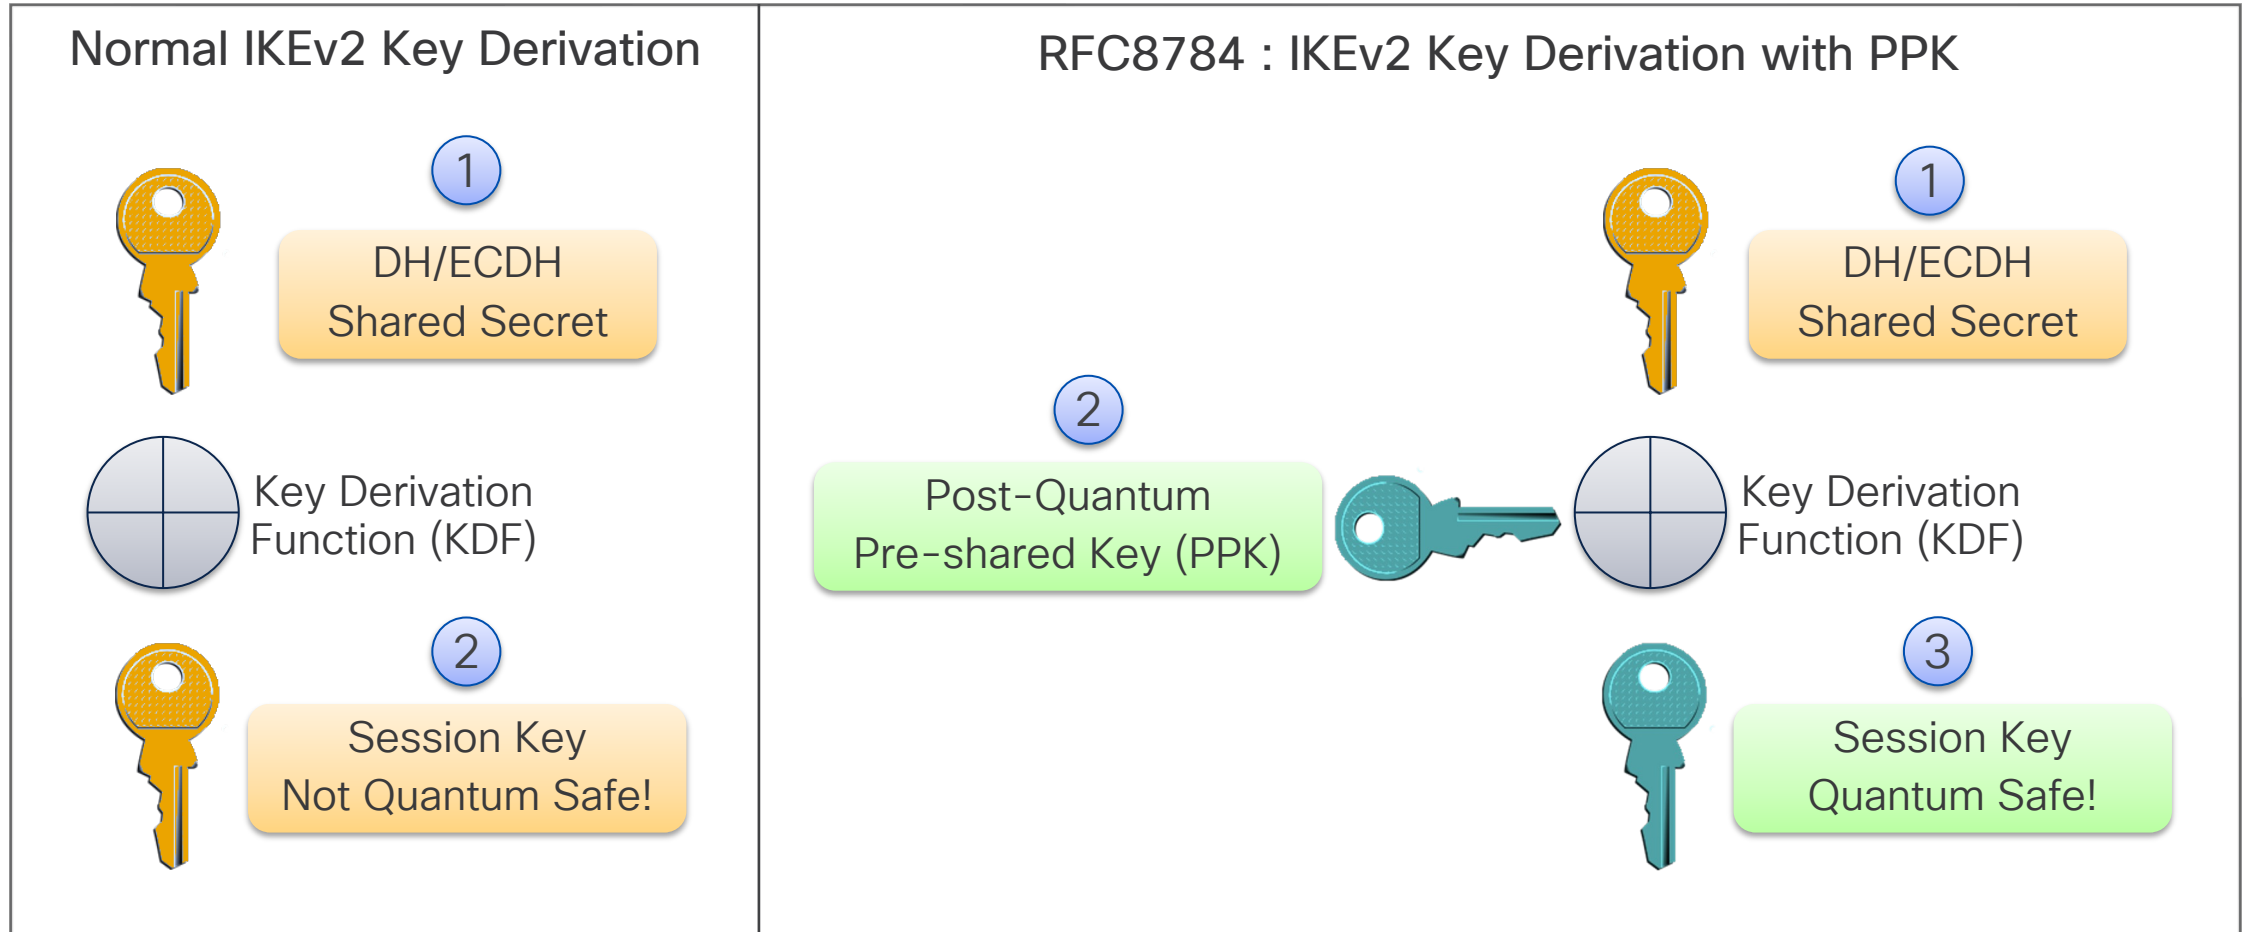 Normal IKEv2 Key Derivation
1
DH/ECDH
Shared Secret
Key Derivation
Function (KDF)
2
Session Key
Not Quantum Safe!
RFC8784 : IKEv2 Key Derivation with PPK
1
DH/ECDH
Shared Secret
2
Post-Quantum
Pre-shared Key (PPK)
Key Derivation
Function (KDF)
3
Session Key
Quantum Safe!